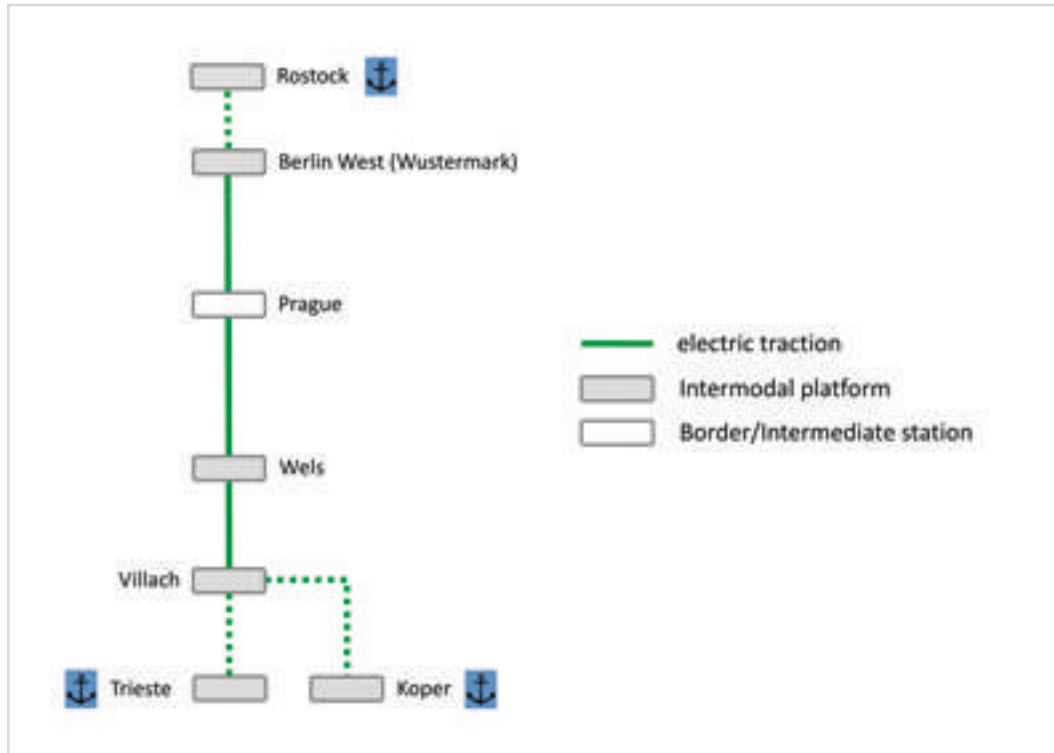 Rostock
Berlin West (Wustermark)
Prague
electric traction
Intermodal platform
Border/Intermediate station
Wels
Villach
Trieste
Koper